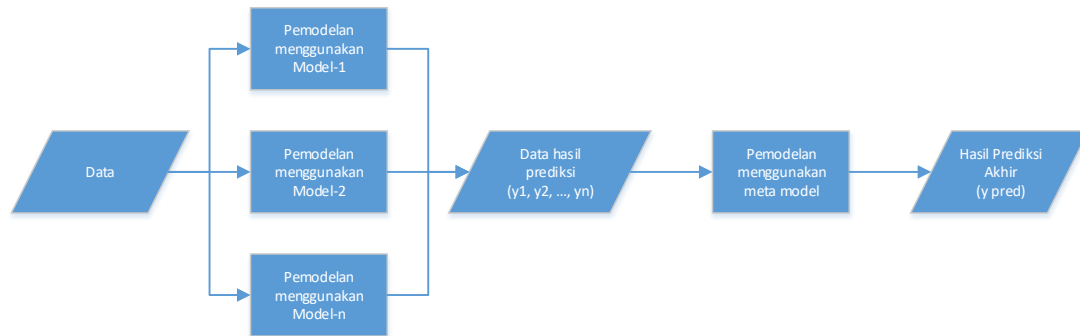 Pemodelan
menggunakan
Model-1
Data
Pemodelan
menggunakan
Model-2
Pemodelan
menggunakan
Model-n
Data hasil
prediksi
(y1, y2, ..., yn)
Pemodelan
menggunakan
meta model
Hasil Prediksi
Akhir
(y pred)